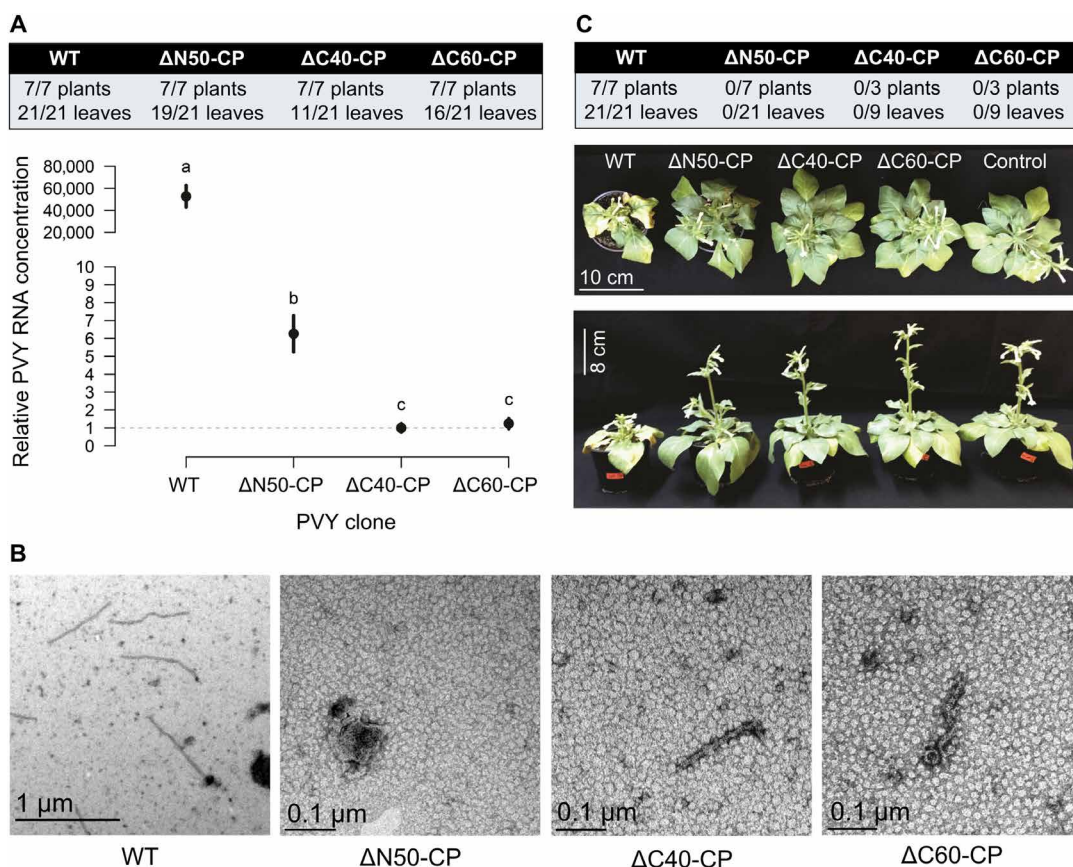 A
WT ΔN50-CP ΔC40-CP ΔC60-CP
7/7 plants 7/7 plants 7/7 plants 7/7 plants
21/21 leaves 19/21 leaves 11/21 leaves 16/21 leaves
Relative PVY RNA concentration
80,000
60,000
40,000
20,000
10
9
8
7
6
5
4
3
2
1
0
a
b
c
c
WT ΔN50-CP ΔC40-CP ΔC60-CP
PVY clone
C
WT ΔN50-CP ΔC40-CP ΔC60-CP
7/7 plants 0/7 plants 0/3 plants 0/3 plants
21/21 leaves 0/21 leaves 0/9 leaves 0/9 leaves
WT ΔN50-CP ΔC40-CP ΔC60-CP Control
10 cm
8 cm
B
1 µm
0.1 µm
0.1 µm
0.1 µm
WT ΔN50-CP ΔC40-CP ΔC60-CP